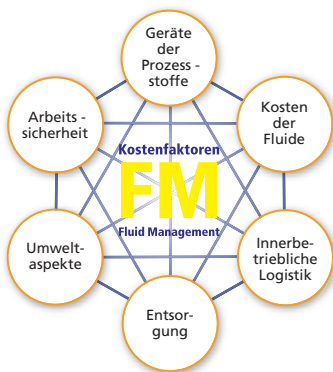 Geräte
der
Prozess -
stoffe
Arbeits -
sicherheit
Kosten
der
Fluide
Kostenfaktoren
FM
Fluid Management
Umwelt-
aspekte
Innerbe-
triebliche
Logistik
Entsor-
gung